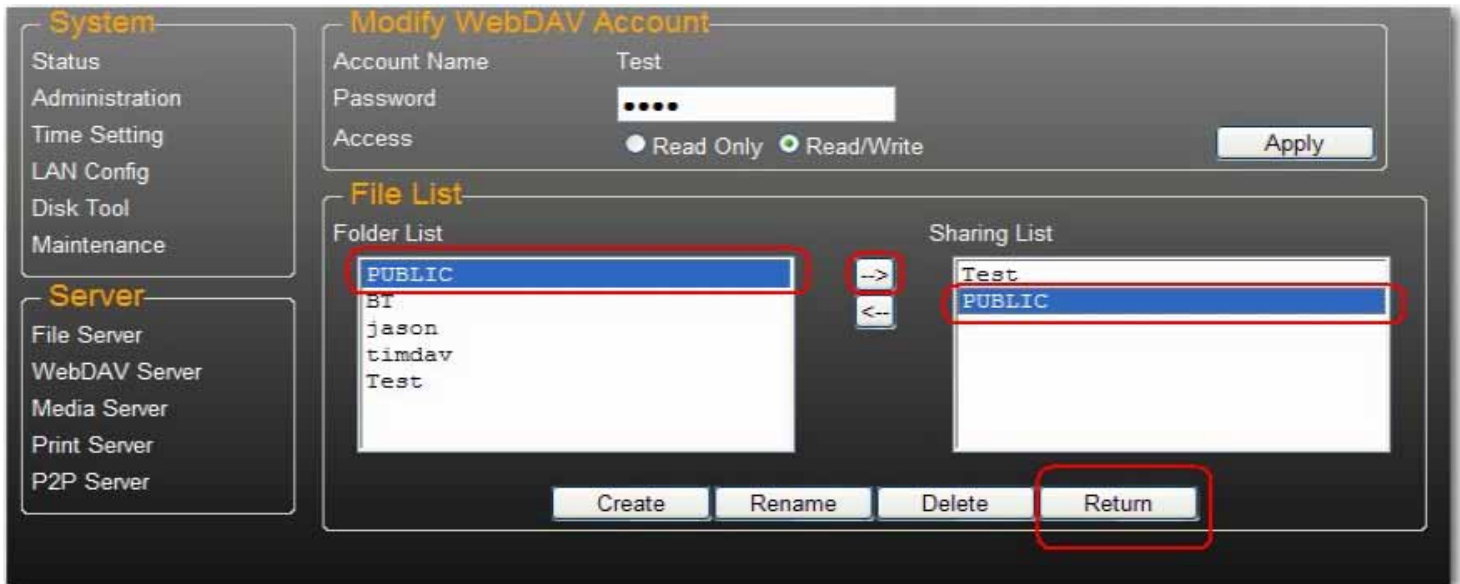 System
Status
Administration
Time Setting
LAN Config
Disk Tool
Maintenance
Server
File Server
WebDAV Server
Media Server
Print Server
P2P Server
Modify WebDAV Account
Account Name Test
Password ••••
Access Read Only Read/Write
Apply
File List
Folder List
PUBLIC
BT
jason
timdav
Test
-->
<--
Sharing List
Test
PUBLIC
Create Rename Delete Return